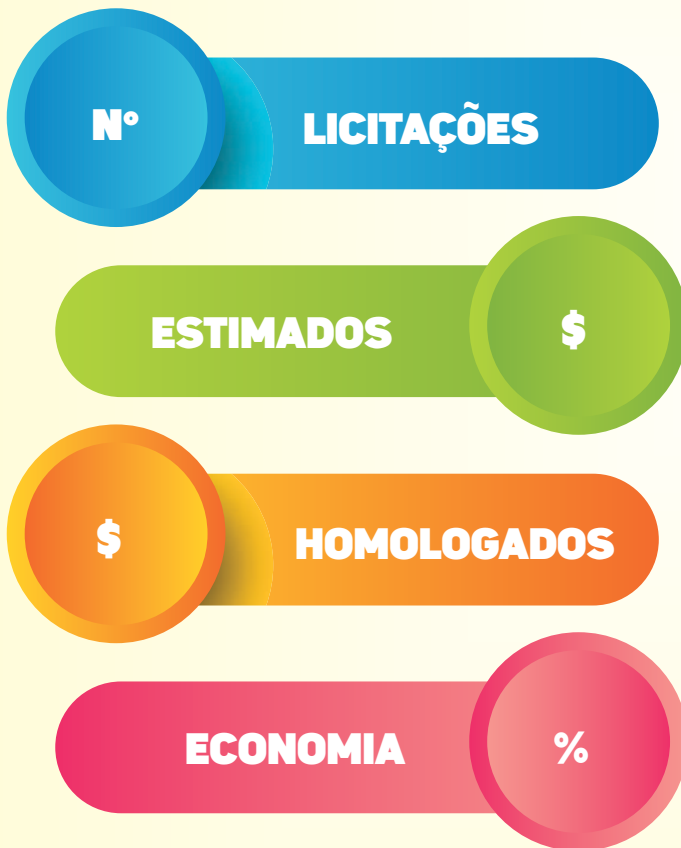 Nº LICITAÇÕES
ESTIMADOS $
$ HOMOLOGADOS
ECONOMIA %